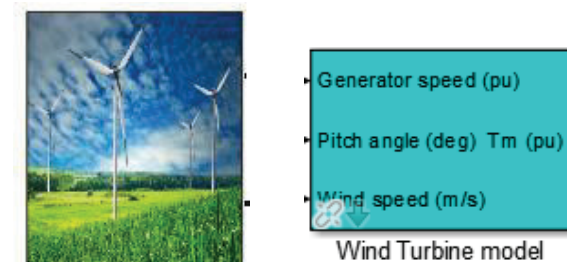 Generator speed (pu)
Pitch angle (deg) Tm (pu)
Wind speed (m/s)
Wind Turbine model